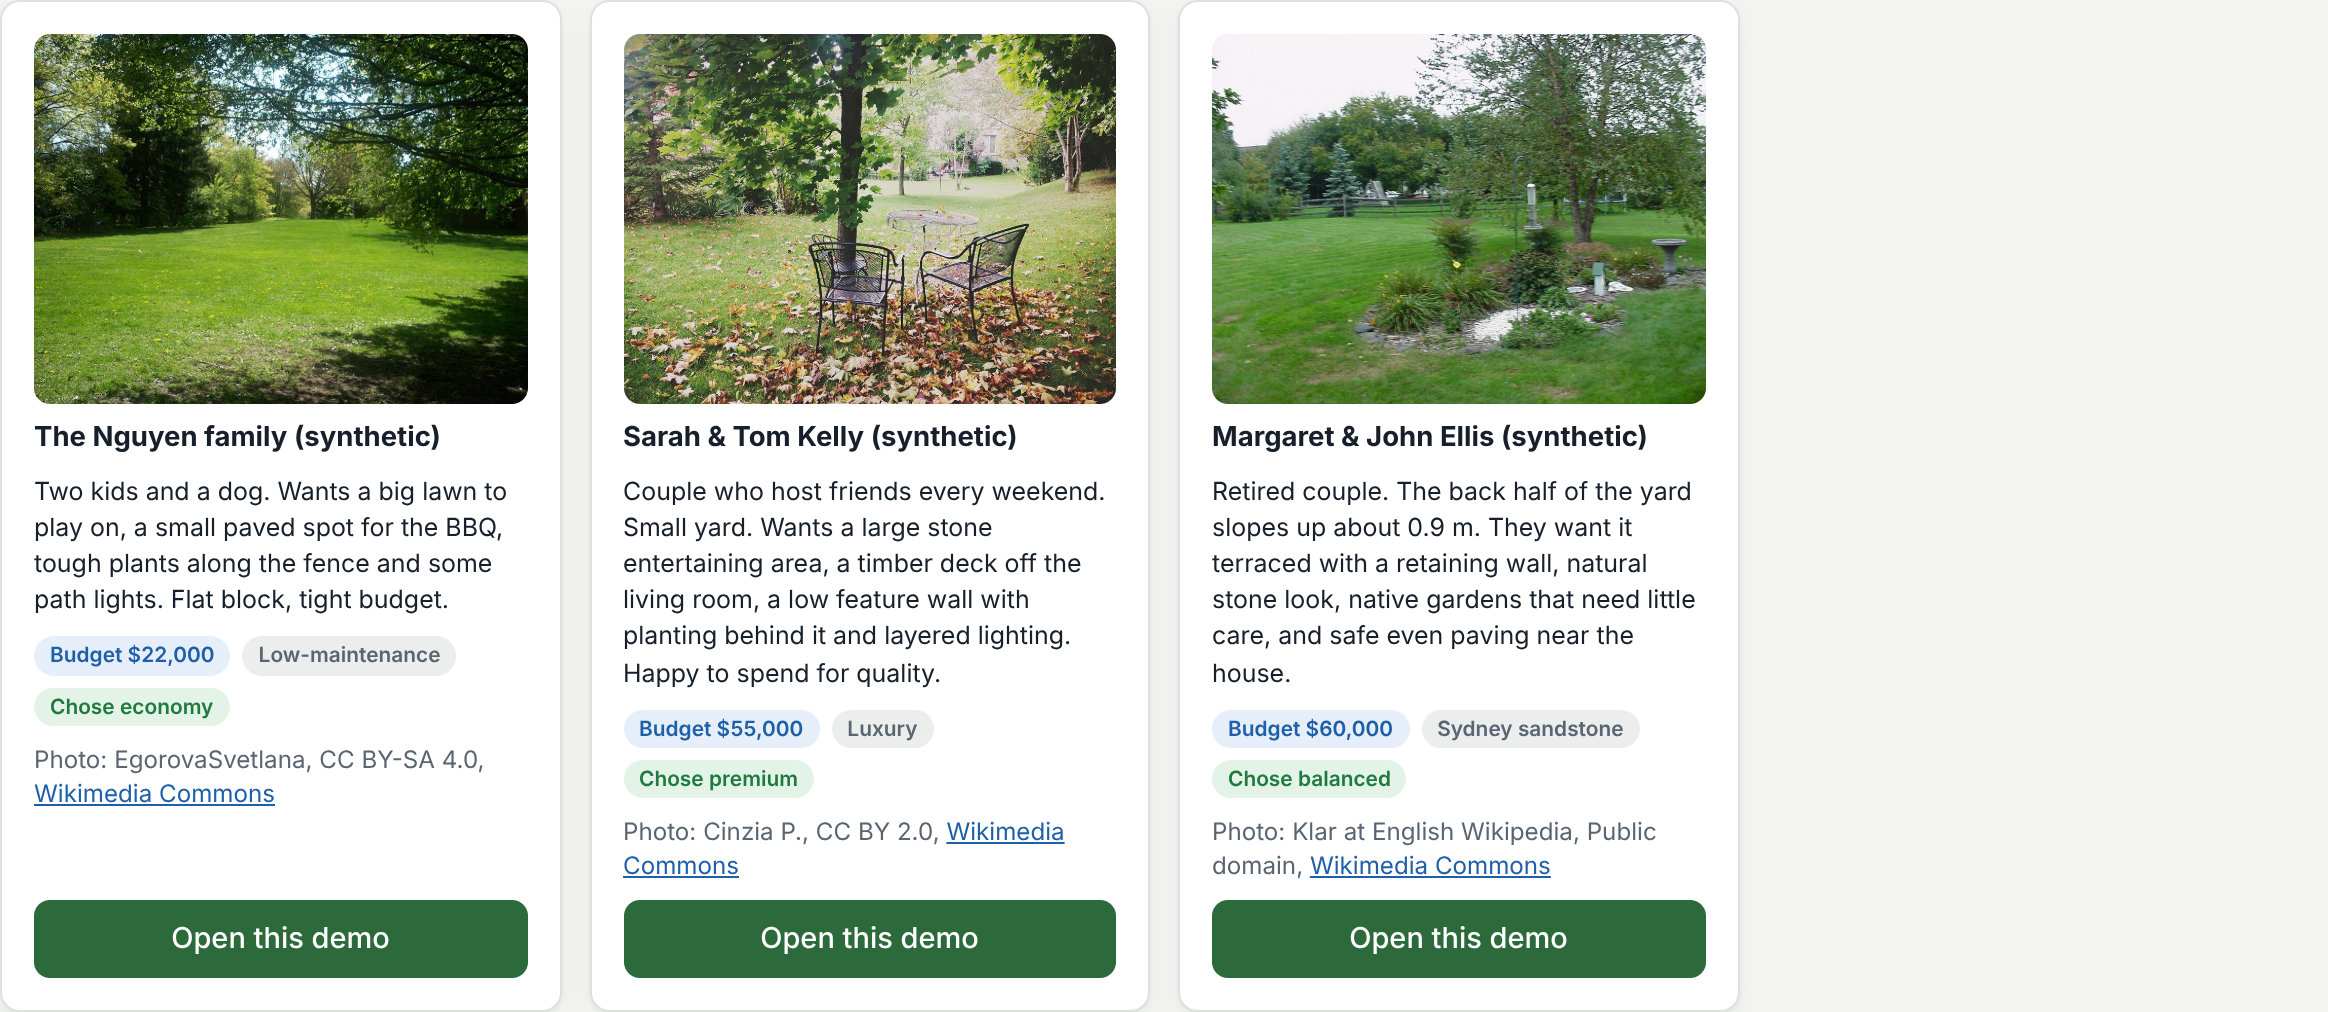 The Nguyen family (synthetic)
Two kids and a dog. Wants a big lawn to
play on, a small paved spot for the BBQ,
tough plants along the fence and some
path lights. Flat block, tight budget.
Budget $22,000
Low-maintenance
Chose economy
Photo: EgorovaSvetlana, CC BY-SA 4.0,
Wikimedia Commons
Open this demo
Sarah & Tom Kelly (synthetic)
Couple who host friends every weekend.
Small yard. Wants a large stone
entertaining area, a timber deck off the
living room, a low feature wall with
planting behind it and layered lighting.
Happy to spend for quality.
Budget $55,000
Luxury
Chose premium
Photo: Cinzia P., CC BY 2.0, Wikimedia
Commons
Open this demo
Margaret & John Ellis (synthetic)
Retired couple. The back half of the yard
slopes up about 0.9 m. They want it
terraced with a retaining wall, natural
stone look, native gardens that need little
care, and safe even paving near the
house.
Budget $60,000
Sydney sandstone
Chose balanced
Photo: Klar at English Wikipedia, Public
domain, Wikimedia Commons
Open this demo